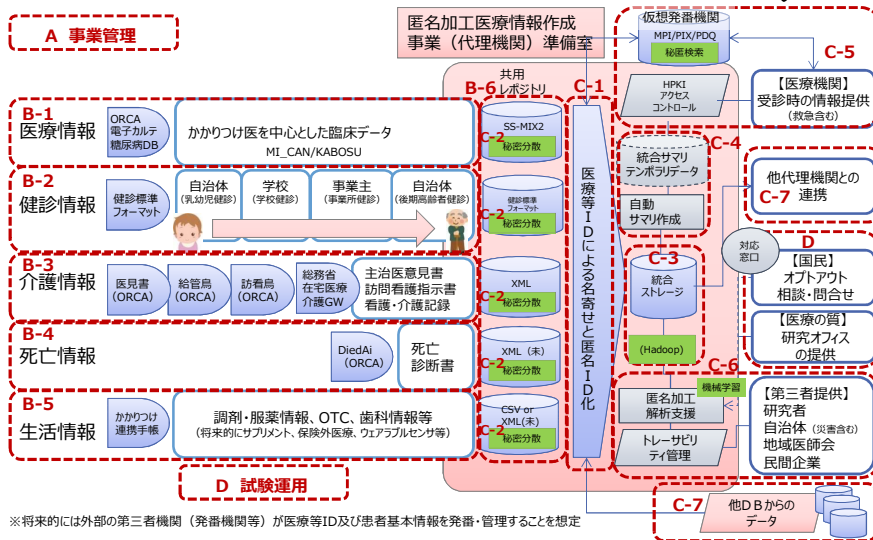 A 事業管理
匿名加工医療情報作成
事業（代理機関）準備室
仮想発番機関
MPI/PIX/PDQ
秘匿検索
C-5
B-6
共用
レポジトリ
C-1
HPKI
アクセス
コントロール
【医療機関】
受診時の情報提供
（救急含む）
B-1
医療情報
ORCA
電子カルテ
糖尿病DB
かかりつけ医を中心とした臨床データ
MI_CAN/KABOSU
SS-MIX2
C-2
秘密分散
統合サマリ
テンポラリデータ
C-4
自動
サマリ作成
他代理機関との
連携
C-7
B-2
健診情報
健診標準
フォーマット
自治体
（乳幼児健診）
学校
（学校健診）
事業主
（事業所健診）
自治体
（後期高齢者健診）
健診標準
フォーマット
C-2
秘密分散
医療等IDによる名寄せと匿名ID化
対応
窓口
D
【国民】
オプトアウト
相談・問合せ
B-3
介護情報
医見書
（ORCA）
給管鳥
（ORCA）
訪看鳥
（ORCA）
総務省
在宅医療
介護GW
主治医意見書
訪問看護指示書
看護・介護記録
XML
C-2
秘密分散
C-3
統合
ストレージ
(Hadoop)
【医療の質】
研究オフィス
の提供
B-4
死亡情報
DiedAi
（ORCA）
死亡
診断書
XML（未）
C-2
秘密分散
C-6
機械学習
匿名加工
解析支援
トレーサビリ
ティ管理
【第三者提供】
研究者
自治体（災害含む）
地域医師会
民間企業
B-5
生活情報
かかりつけ
連携手帳
調剤・服薬情報、OTC、歯科情報等
（将来的にサプリメント、保険外医療、ウェアラブルセンサ等）
CSV or
XML(未)
C-2
秘密分散
D 試験運用
C-7
他ＤＢからの
データ
※将来的には外部の第三者機関（発番機関等）が医療等ID及び患者基本情報を発番・管理することを想定